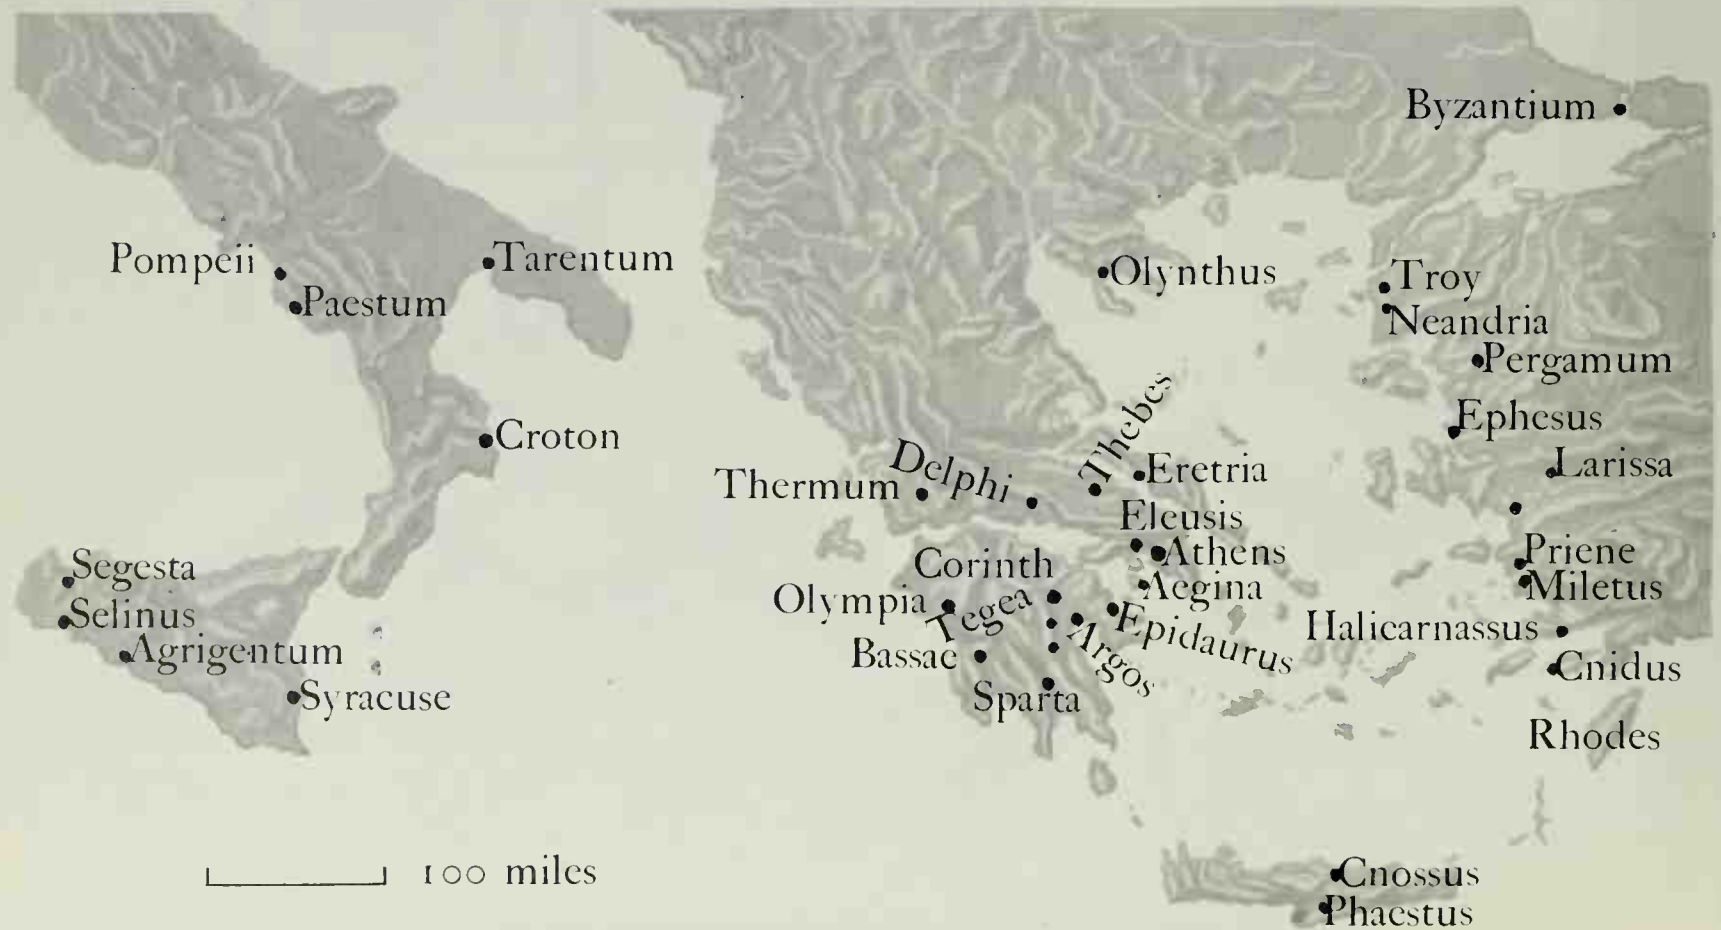 Byzantium
Pompeii
Tarentum
Paestum
Olynthus
Troy
Neandria
Pergamum
Croton
Thebes
Ephesus
Delphi
Eretria
Larissa
Thermum
Eleusis
Athens
Priene
Segesta
Corinth
Aegina
Miletus
Selinus
Olympia
Tegea
Epidaurus
Halicarnassus
Agrigentum
Bassae
Argos
Cnidus
Syracuse
Sparta
Rhodes
100 miles
Cnossus
Phaestus